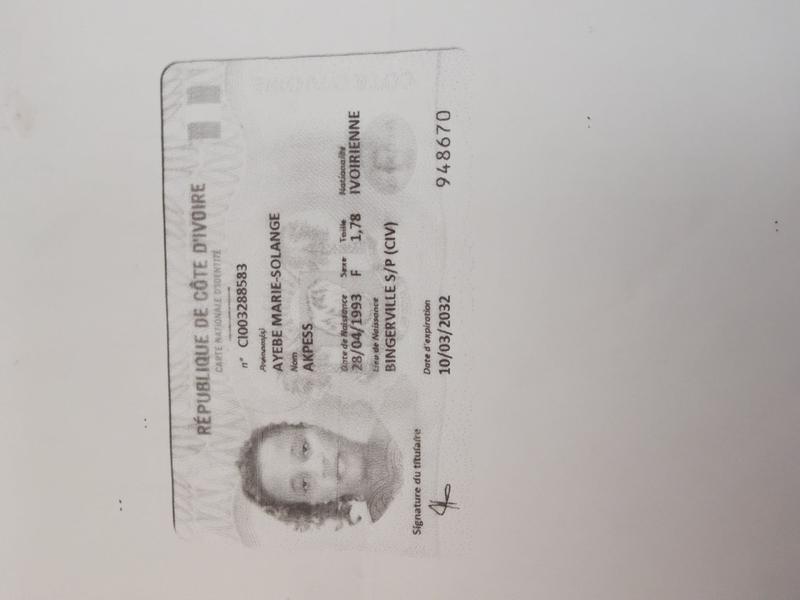 RÉPUBLIQUE DE CÔTE D'IVOIRE
CARTE NATIONALE D'IDENTITÉ
n° CI003288583
Prénom(s)
AYEBE MARIE-SOLANGE
Nom
AKPESS
Date de Naissance Sexe Taille Nationalité
28/04/1993 F 1,78 IVOIRIENNE
Lieu de Naissance
BINGERVILLE S/P (CIV)
Date d'expiration
10/03/2032 948670
Signature du titulaire